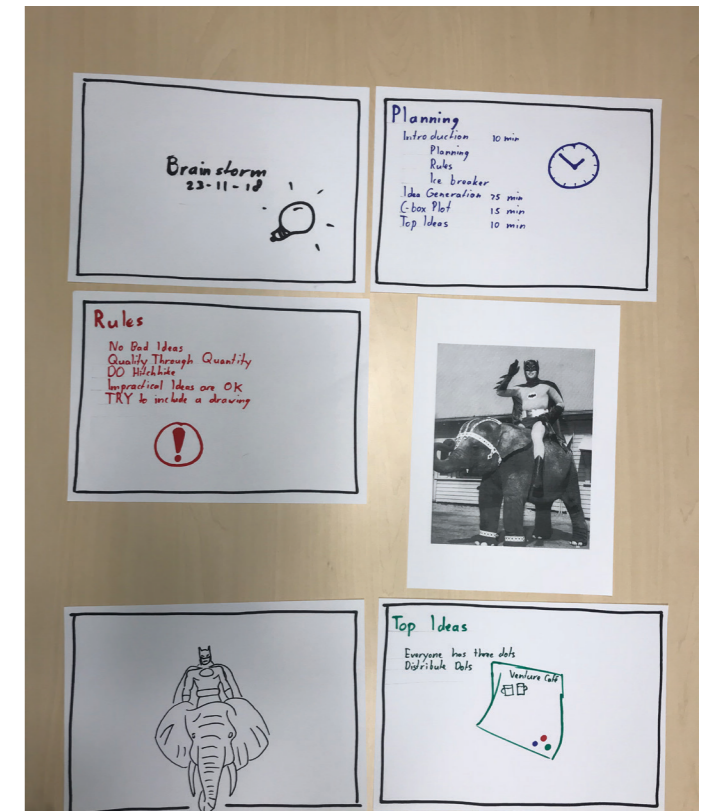 Brainstorm
23-11-18
Planning
Introduction 10 min
Planning
Rules
Ice breaker
Idea Generation 75 min
C-box Plot 15 min
Top Ideas 10 min
Rules
No Bad Ideas
Quality Through Quantity
DO Hitchhike
Impractical Ideas are OK
TRY to include a drawing
Top Ideas
Everyone has three dots
Distribute Dots
Venture Café